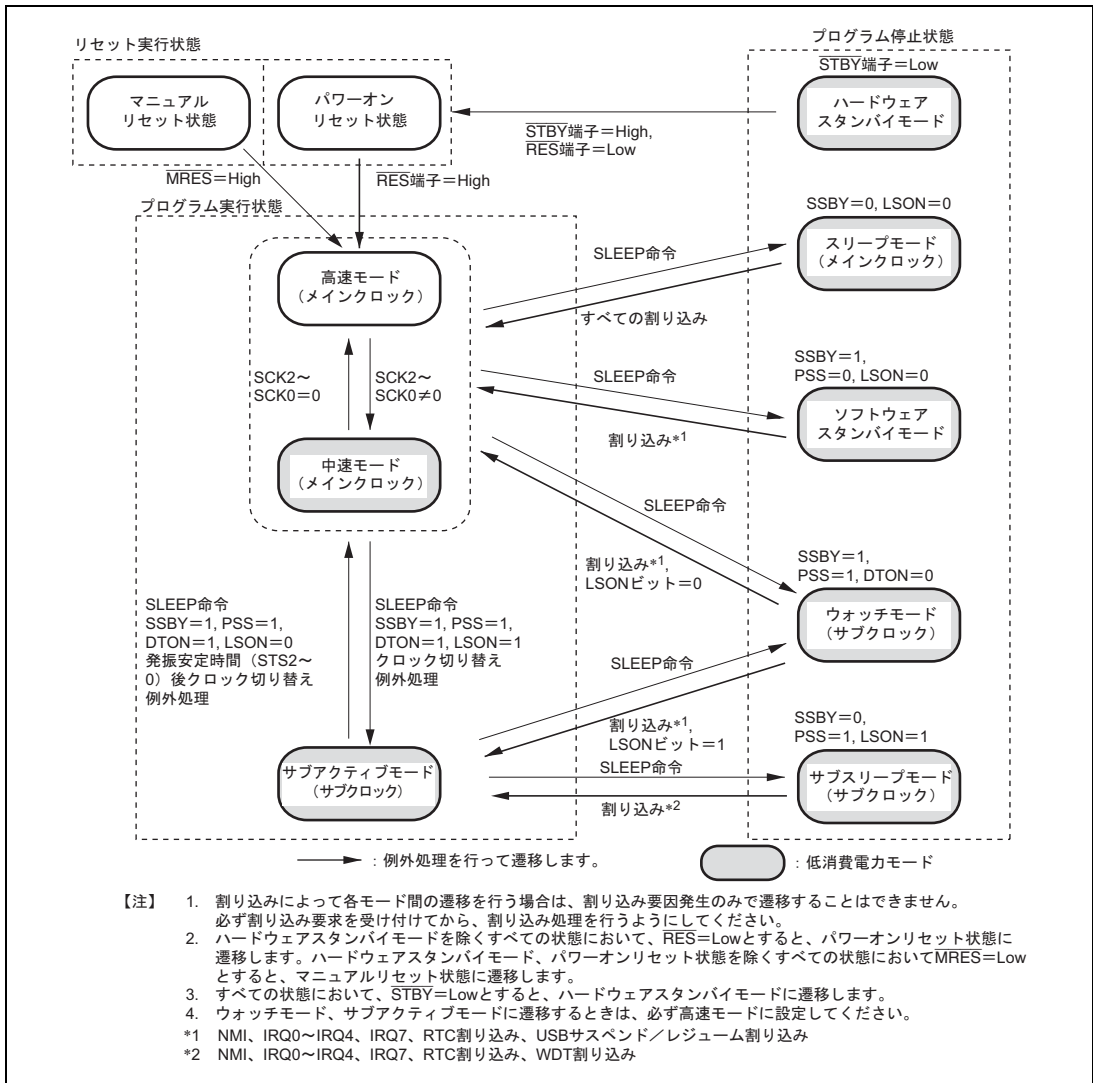 リセット実行状態
プログラム停止状態
マニュアル
リセット状態
パワーオン
リセット状態
STBY端子＝Low
ハードウェア
スタンバイモード
STBY端子＝High,
RES端子＝Low
MRES＝High
RES端子＝High
プログラム実行状態
高速モード
（メインクロック）
SSBY＝0, LSON＝0
スリープモード
（メインクロック）
SLEEP命令
すべての割り込み
SCK2～
SCK0＝0
SCK2～
SCK0≠0
SSBY＝1,
PSS＝0, LSON＝0
ソフトウェア
スタンバイモード
SLEEP命令
割り込み*1
中速モード
（メインクロック）
SLEEP命令
割り込み*1,
LSONビット＝0
SSBY＝1,
PSS＝1, DTON＝0
ウォッチモード
（サブクロック）
SLEEP命令
SSBY＝1, PSS＝1,
DTON＝1, LSON＝0
発振安定時間（STS2～
0）後クロック切り替え
例外処理
SLEEP命令
SSBY＝1, PSS＝1,
DTON＝1, LSON＝1
クロック切り替え
例外処理
SLEEP命令
割り込み*1,
LSONビット＝1
SSBY＝0,
PSS＝1, LSON＝1
サブアクティブモード
（サブクロック）
SLEEP命令
割り込み*2
サブスリープモード
（サブクロック）
：例外処理を行って遷移します。
：低消費電力モード
【注】 1. 割り込みによって各モード間の遷移を行う場合は、割り込み要因発生のみで遷移することはできません。
必ず割り込み要求を受け付けてから、割り込み処理を行うようにしてください。
2. ハードウェアスタンバイモードを除くすべての状態において、RES＝Lowとすると、パワーオンリセット状態に
遷移します。ハードウェアスタンバイモード、パワーオンリセット状態を除くすべての状態においてMRES＝Low
とすると、マニュアルリセット状態に遷移します。
3. すべての状態において、STBY＝Lowとすると、ハードウェアスタンバイモードに遷移します。
4. ウォッチモード、サブアクティブモードに遷移するときは、必ず高速モードに設定してください。
*1 NMI、IRQ0～IRQ4、IRQ7、RTC割り込み、USBサスペンド／レジューム割り込み
*2 NMI、IRQ0～IRQ4、IRQ7、RTC割り込み、WDT割り込み